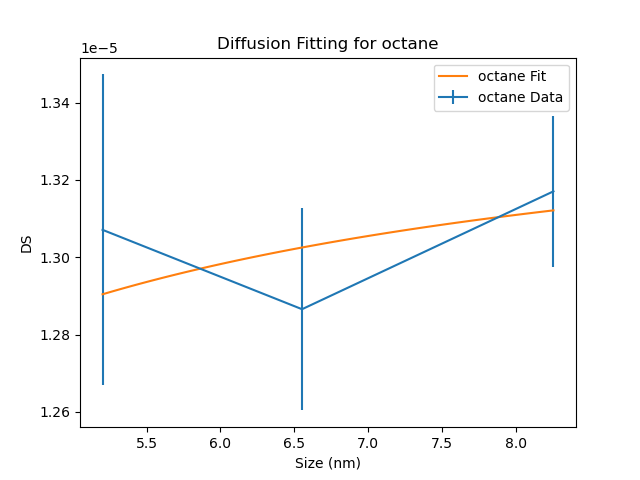 Diffusion Fitting for octane
1e−5
octane Fit
octane Data
1.34
1.32
1.30
1.28
1.26
DS
5.5 6.0 6.5 7.0 7.5 8.0
Size (nm)